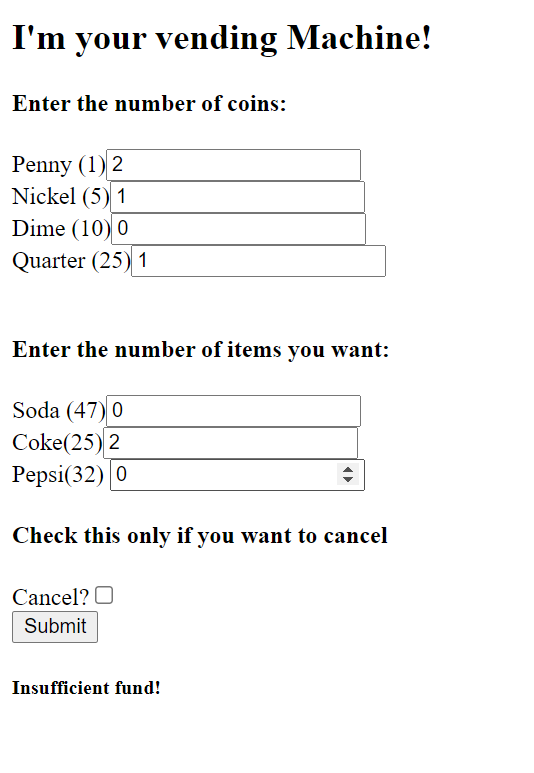 I'm your vending Machine!
Enter the number of coins:
Penny (1) 2
Nickel (5) 1
Dime (10) 0
Quarter (25) 1
Enter the number of items you want:
Soda (47) 0
Coke(25) 2
Pepsi(32) 0
Check this only if you want to cancel
Cancel?
Submit
Insufficient fund!